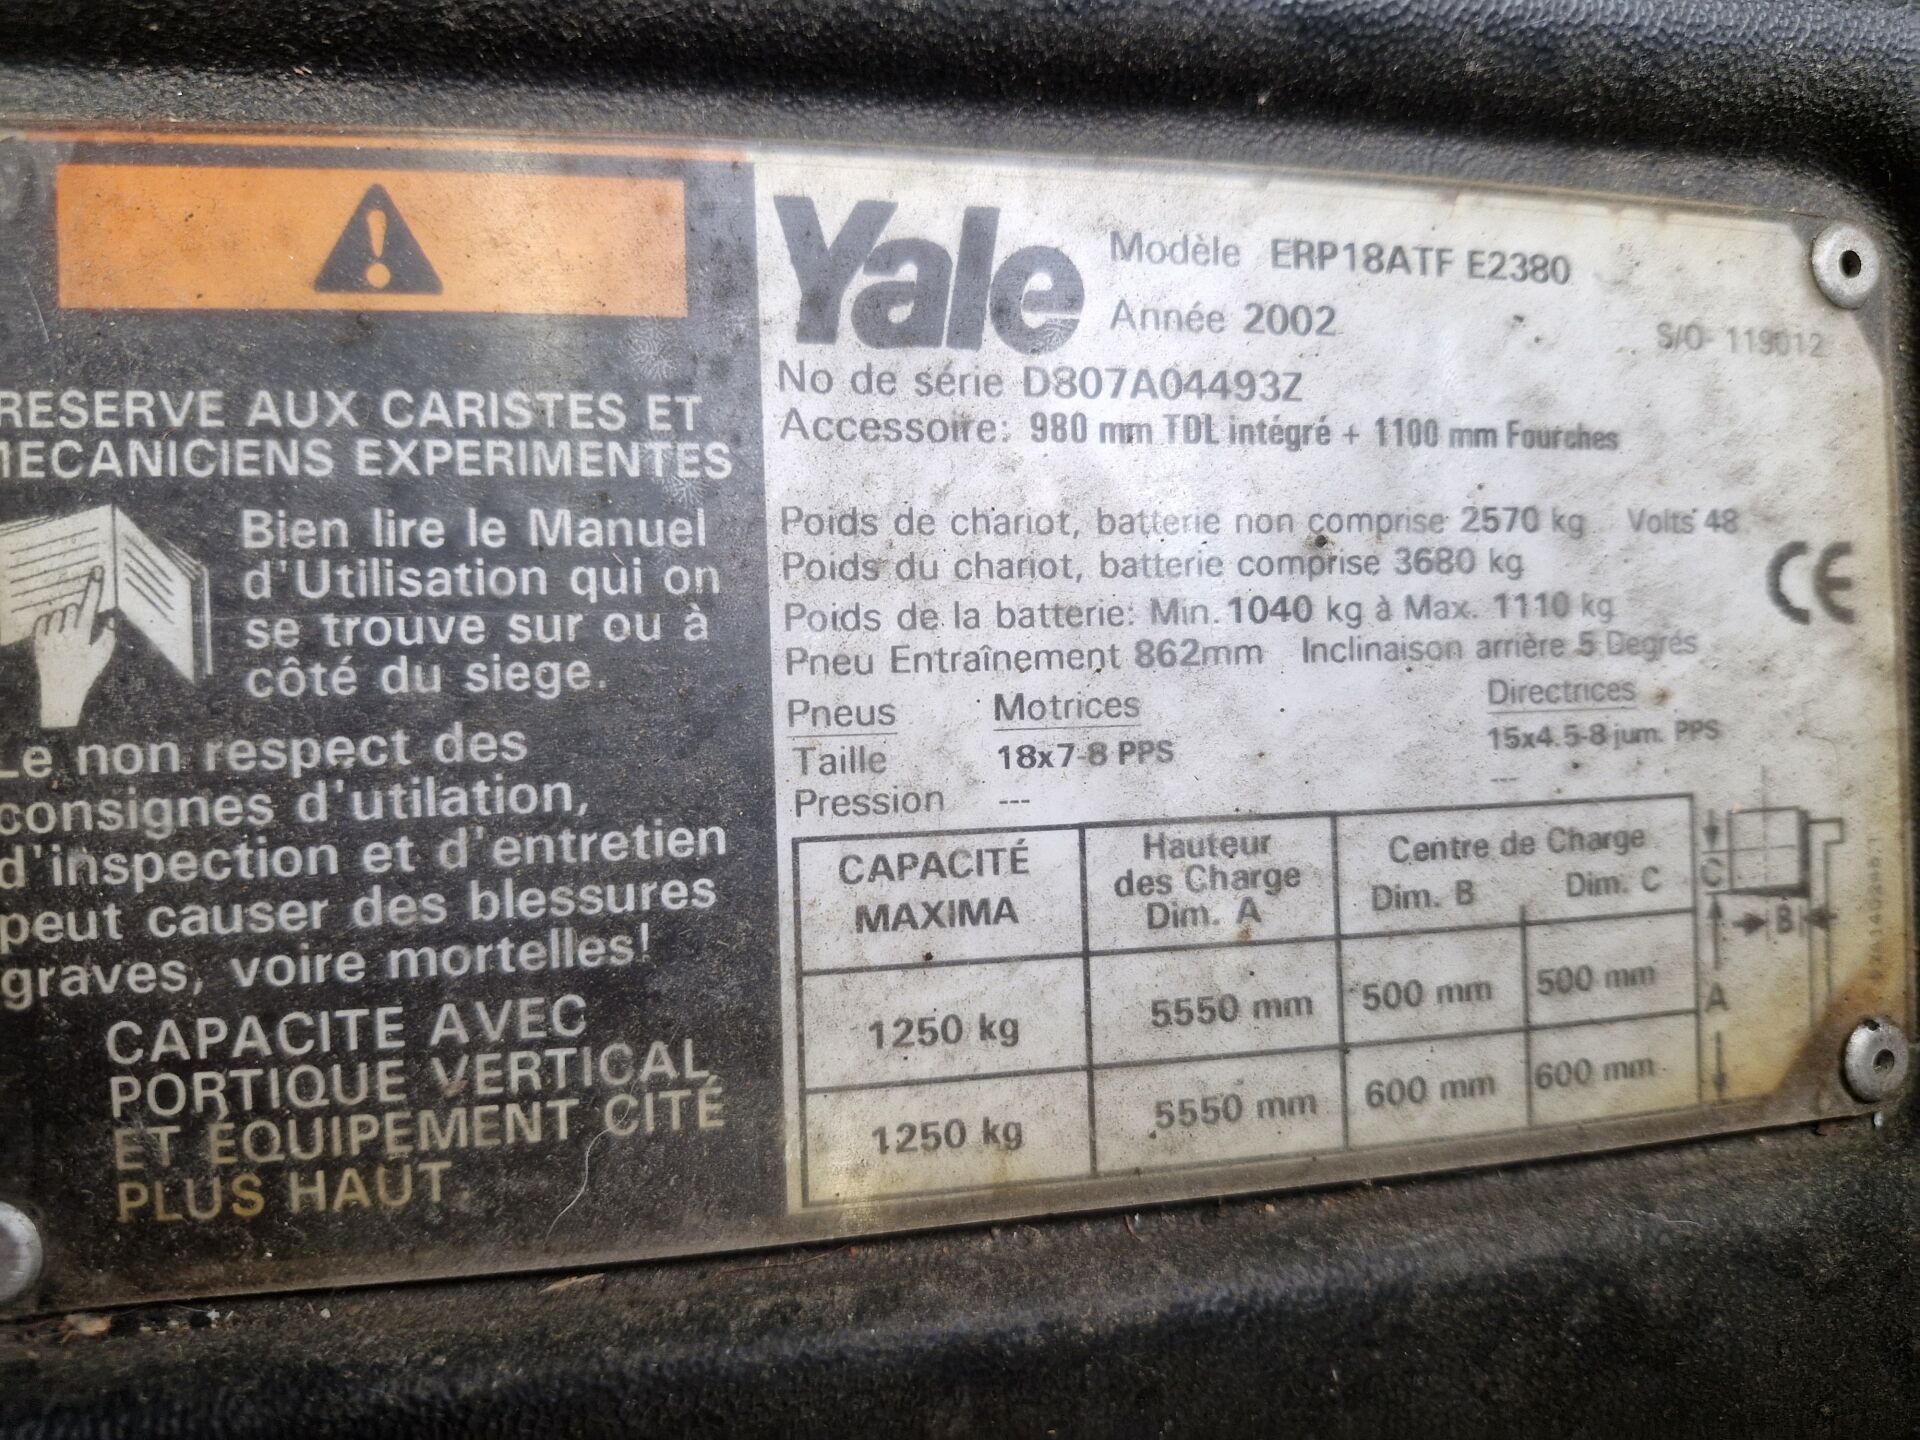 RESERVE AUX CARISTES ET
MECANICIENS EXPERIMENTES
Bien lire le Manuel
d'Utilisation qui on
se trouve sur ou à
côté du siege.
Le non respect des
consignes d'utilation,
d'inspection et d'entretien
peut causer des blessures
graves, voire mortelles!
CAPACITE AVEC
PORTIQUE VERTICAL
ET ÉQUIPEMENT CITÉ
PLUS HAUT.
Yale
Modèle ERP18ATF E2380
Année 2002
S/O- 119012
No de série D807A04493Z
Accessoire: 980 mm TDL intégré + 1100 mm Fourches
Poids de chariot, batterie non comprise 2570 kg Volts 48
Poids du chariot, batterie comprise 3680 kg
CE
Poids de la batterie: Min. 1040 kg à Max. 1110 kg
Pneu Entraînement 862mm Inclinaison arrière 5 Degrés
Pneus Motrices Directrices
Taille 18x7-8 PPS 15x4.5-8 jum. PPS
Pression --- ---
CAPACITÉ MAXIMA
Hauteur des Charge Dim. A
Centre de Charge
Dim. B Dim. C
1250 kg 5550 mm 500 mm 500 mm
1250 kg 5550 mm 600 mm 600 mm
C
B
A